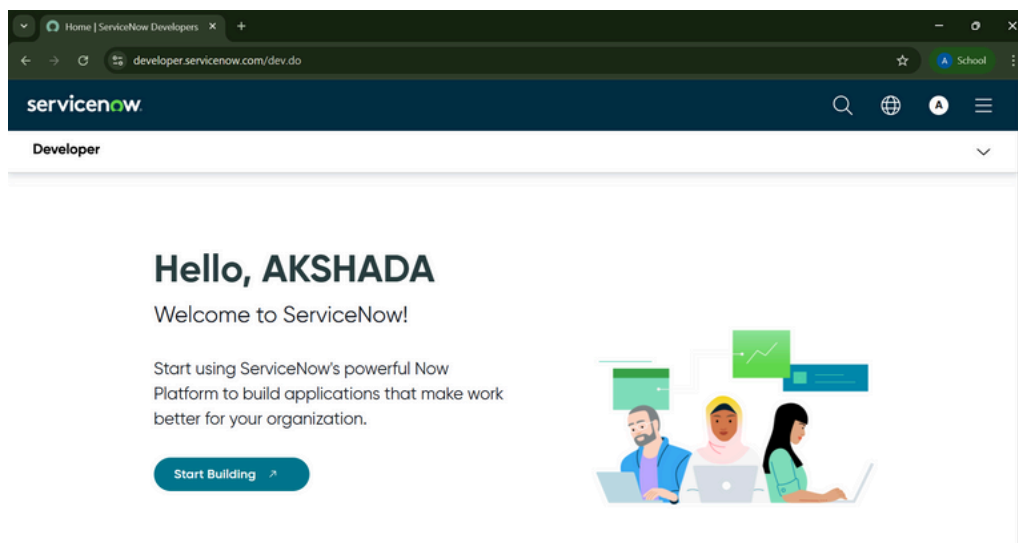 Home | ServiceNow Developers
developer.servicenow.com/dev.do
A School
servicenow.
A
Developer
Hello, AKSHADA
Welcome to ServiceNow!
Start using ServiceNow's powerful Now
Platform to build applications that make work
better for your organization.
Start Building